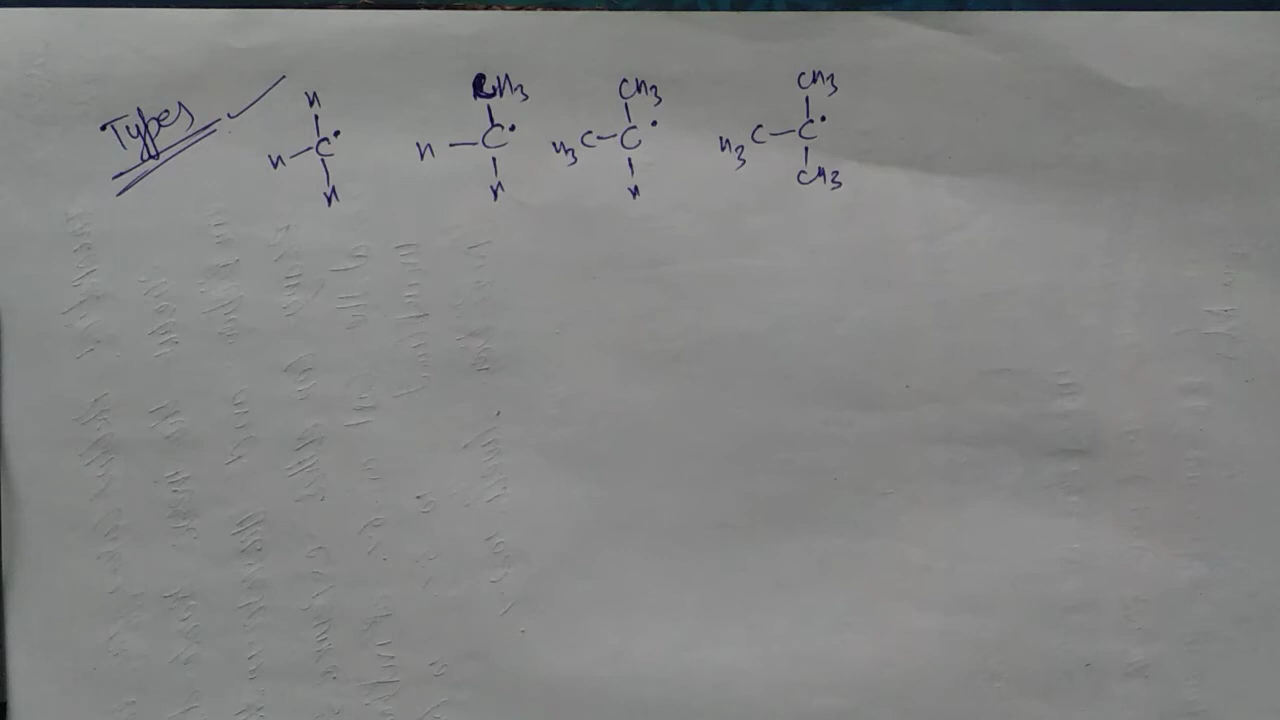 Types
H CH3 CH3 CH3
H–C• H–C• H3C–C• H3C–C•
H H H CH3